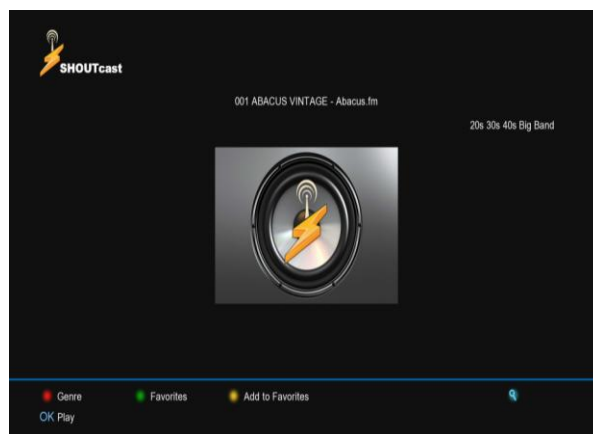 SHOUTcast
001 ABACUS VINTAGE - Abacus.fm
20s 30s 40s Big Band
Genre Favorites Add to Favorites
OK Play